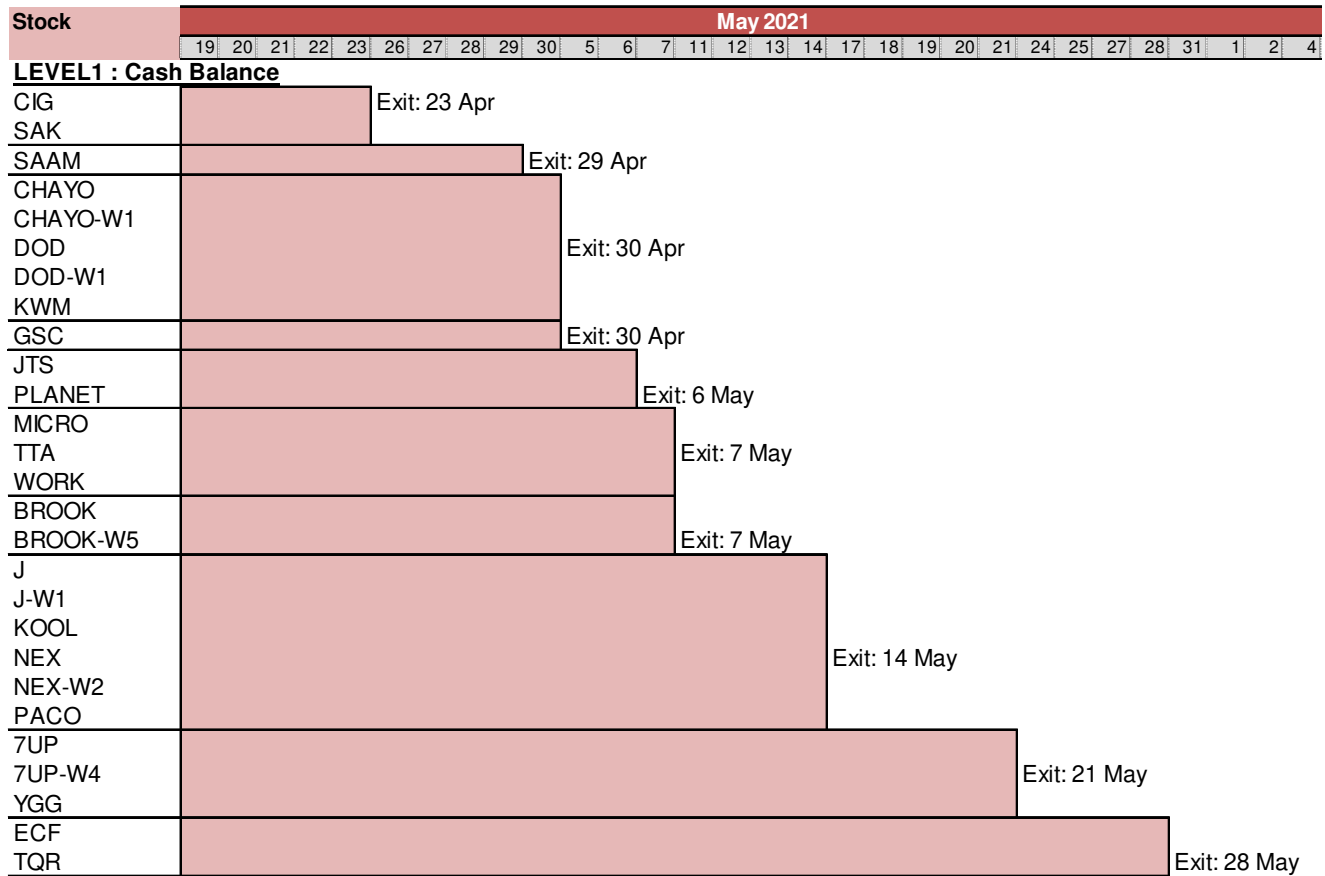 Stock May 2021
19 20 21 22 23 26 27 28 29 30 5 6 7 11 12 13 14 17 18 19 20 21 24 25 27 28 31 1 2 4
LEVEL1 : Cash Balance
CIG Exit: 23 Apr
SAK
SAAM Exit: 29 Apr
CHAYO
CHAYO-W1
DOD Exit: 30 Apr
DOD-W1
KWM
GSC Exit: 30 Apr
JTS
PLANET Exit: 6 May
MICRO
TTA Exit: 7 May
WORK
BROOK
BROOK-W5 Exit: 7 May
J
J-W1
KOOL
NEX Exit: 14 May
NEX-W2
PACO
7UP
7UP-W4 Exit: 21 May
YGG
ECF
TQR Exit: 28 May